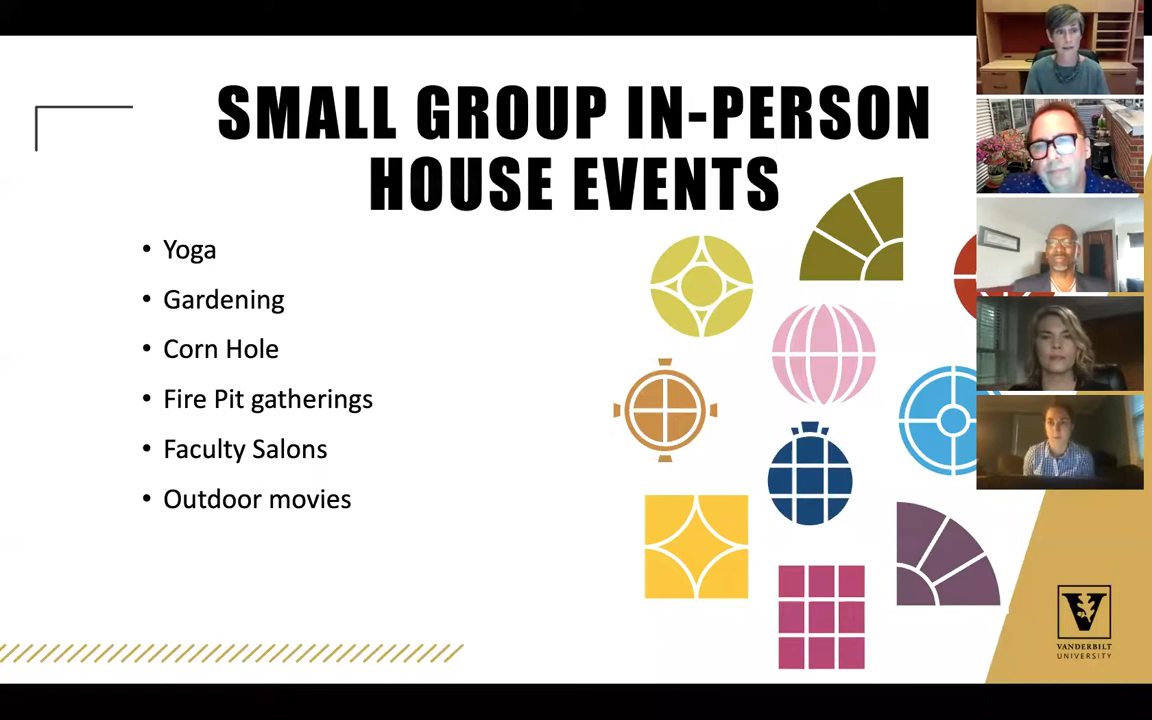 SMALL GROUP IN-PERSON
HOUSE EVENTS
• Yoga
• Gardening
• Corn Hole
• Fire Pit gatherings
• Faculty Salons
• Outdoor movies
V
VANDERBILT
UNIVERSITY